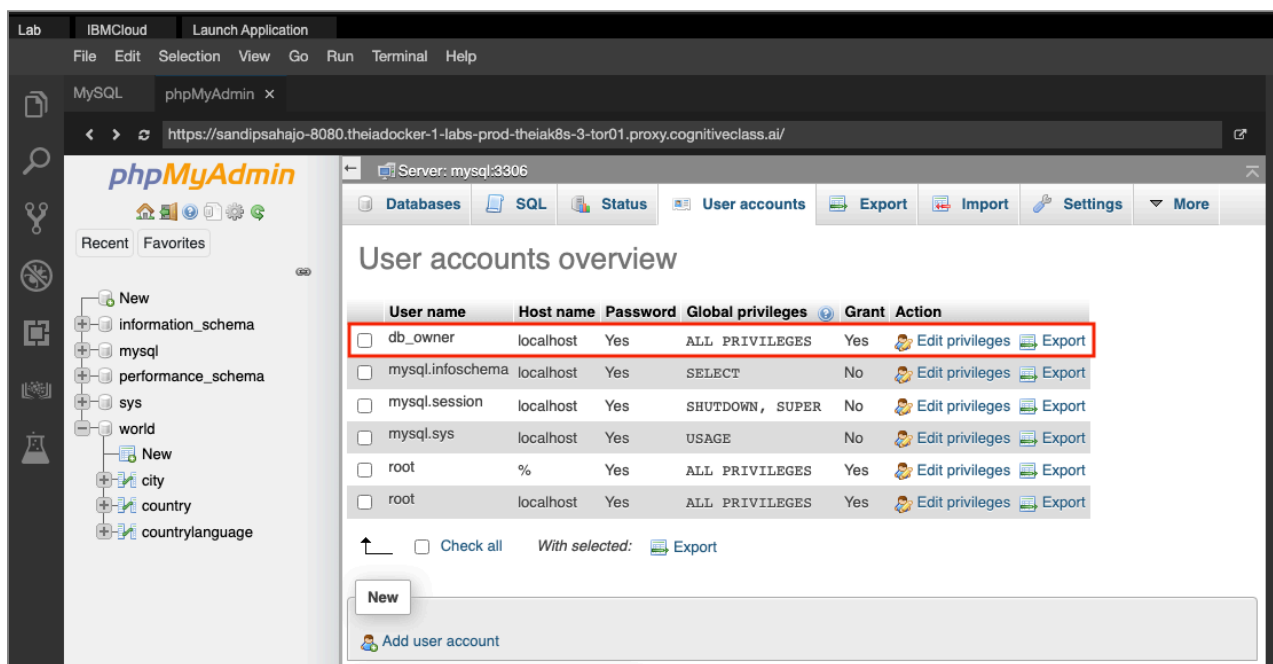 Lab IBMCloud Launch Application
File Edit Selection View Go Run Terminal Help
MySQL phpMyAdmin ×
https://sandipsahajo-8080.theiadocker-1-labs-prod-theiak8s-3-tor01.proxy.cognitiveclass.ai/
phpMyAdmin
Recent Favorites
New
information_schema
mysql
performance_schema
sys
world
New
city
country
countrylanguage
Server: mysql:3306
Databases SQL Status User accounts Export Import Settings More
User accounts overview
User name Host name Password Global privileges Grant Action
db_owner localhost Yes ALL PRIVILEGES Yes Edit privileges Export
mysql.infoschema localhost Yes SELECT No Edit privileges Export
mysql.session localhost Yes SHUTDOWN, SUPER No Edit privileges Export
mysql.sys localhost Yes USAGE No Edit privileges Export
root % Yes ALL PRIVILEGES Yes Edit privileges Export
root localhost Yes ALL PRIVILEGES Yes Edit privileges Export
Check all With selected: Export
New
Add user account